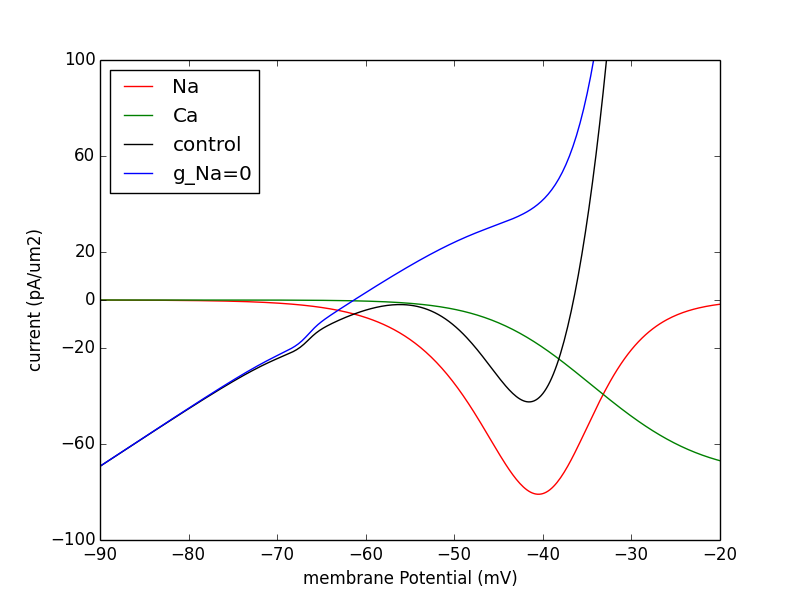 100
60
20
0
−20
−60
−100
Na
Ca
control
g_Na=0
current (pA/um2)
−90 −80 −70 −60 −50 −40 −30 −20
membrane Potential (mV)